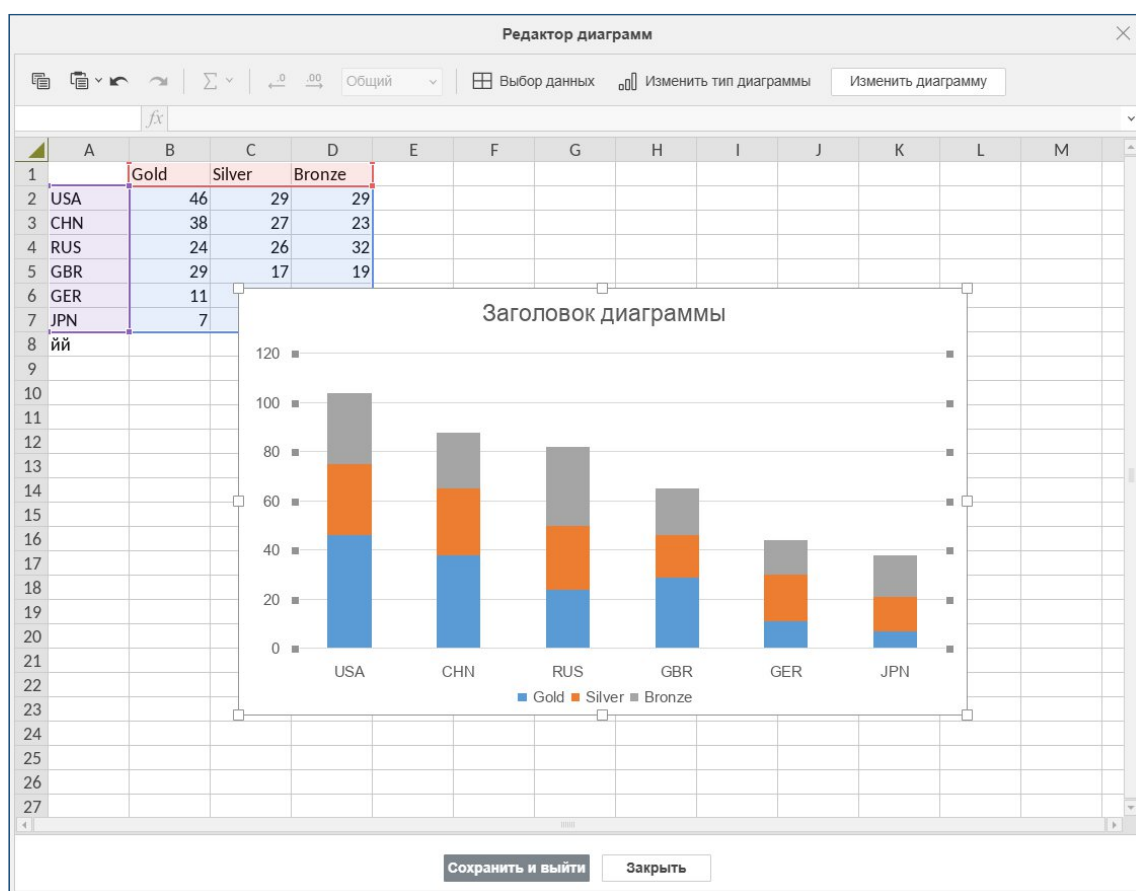 Редактор диаграмм
Общий Выбор данных Изменить тип диаграммы Изменить диаграмму
fx
A B C D E F G H I J K L M
1 Gold Silver Bronze
2 USA 46 29 29
3 CHN 38 27 23
4 RUS 24 26 32
5 GBR 29 17 19
6 GER 11
7 JPN 7
8 йй
9
10
11
12
13
14
15
16
17
18
19
20
21
22
23
24
25
26
27
Заголовок диаграммы
120
100
80
60
40
20
0
USA CHN RUS GBR GER JPN
Gold Silver Bronze
Сохранить и выйти Закрыть